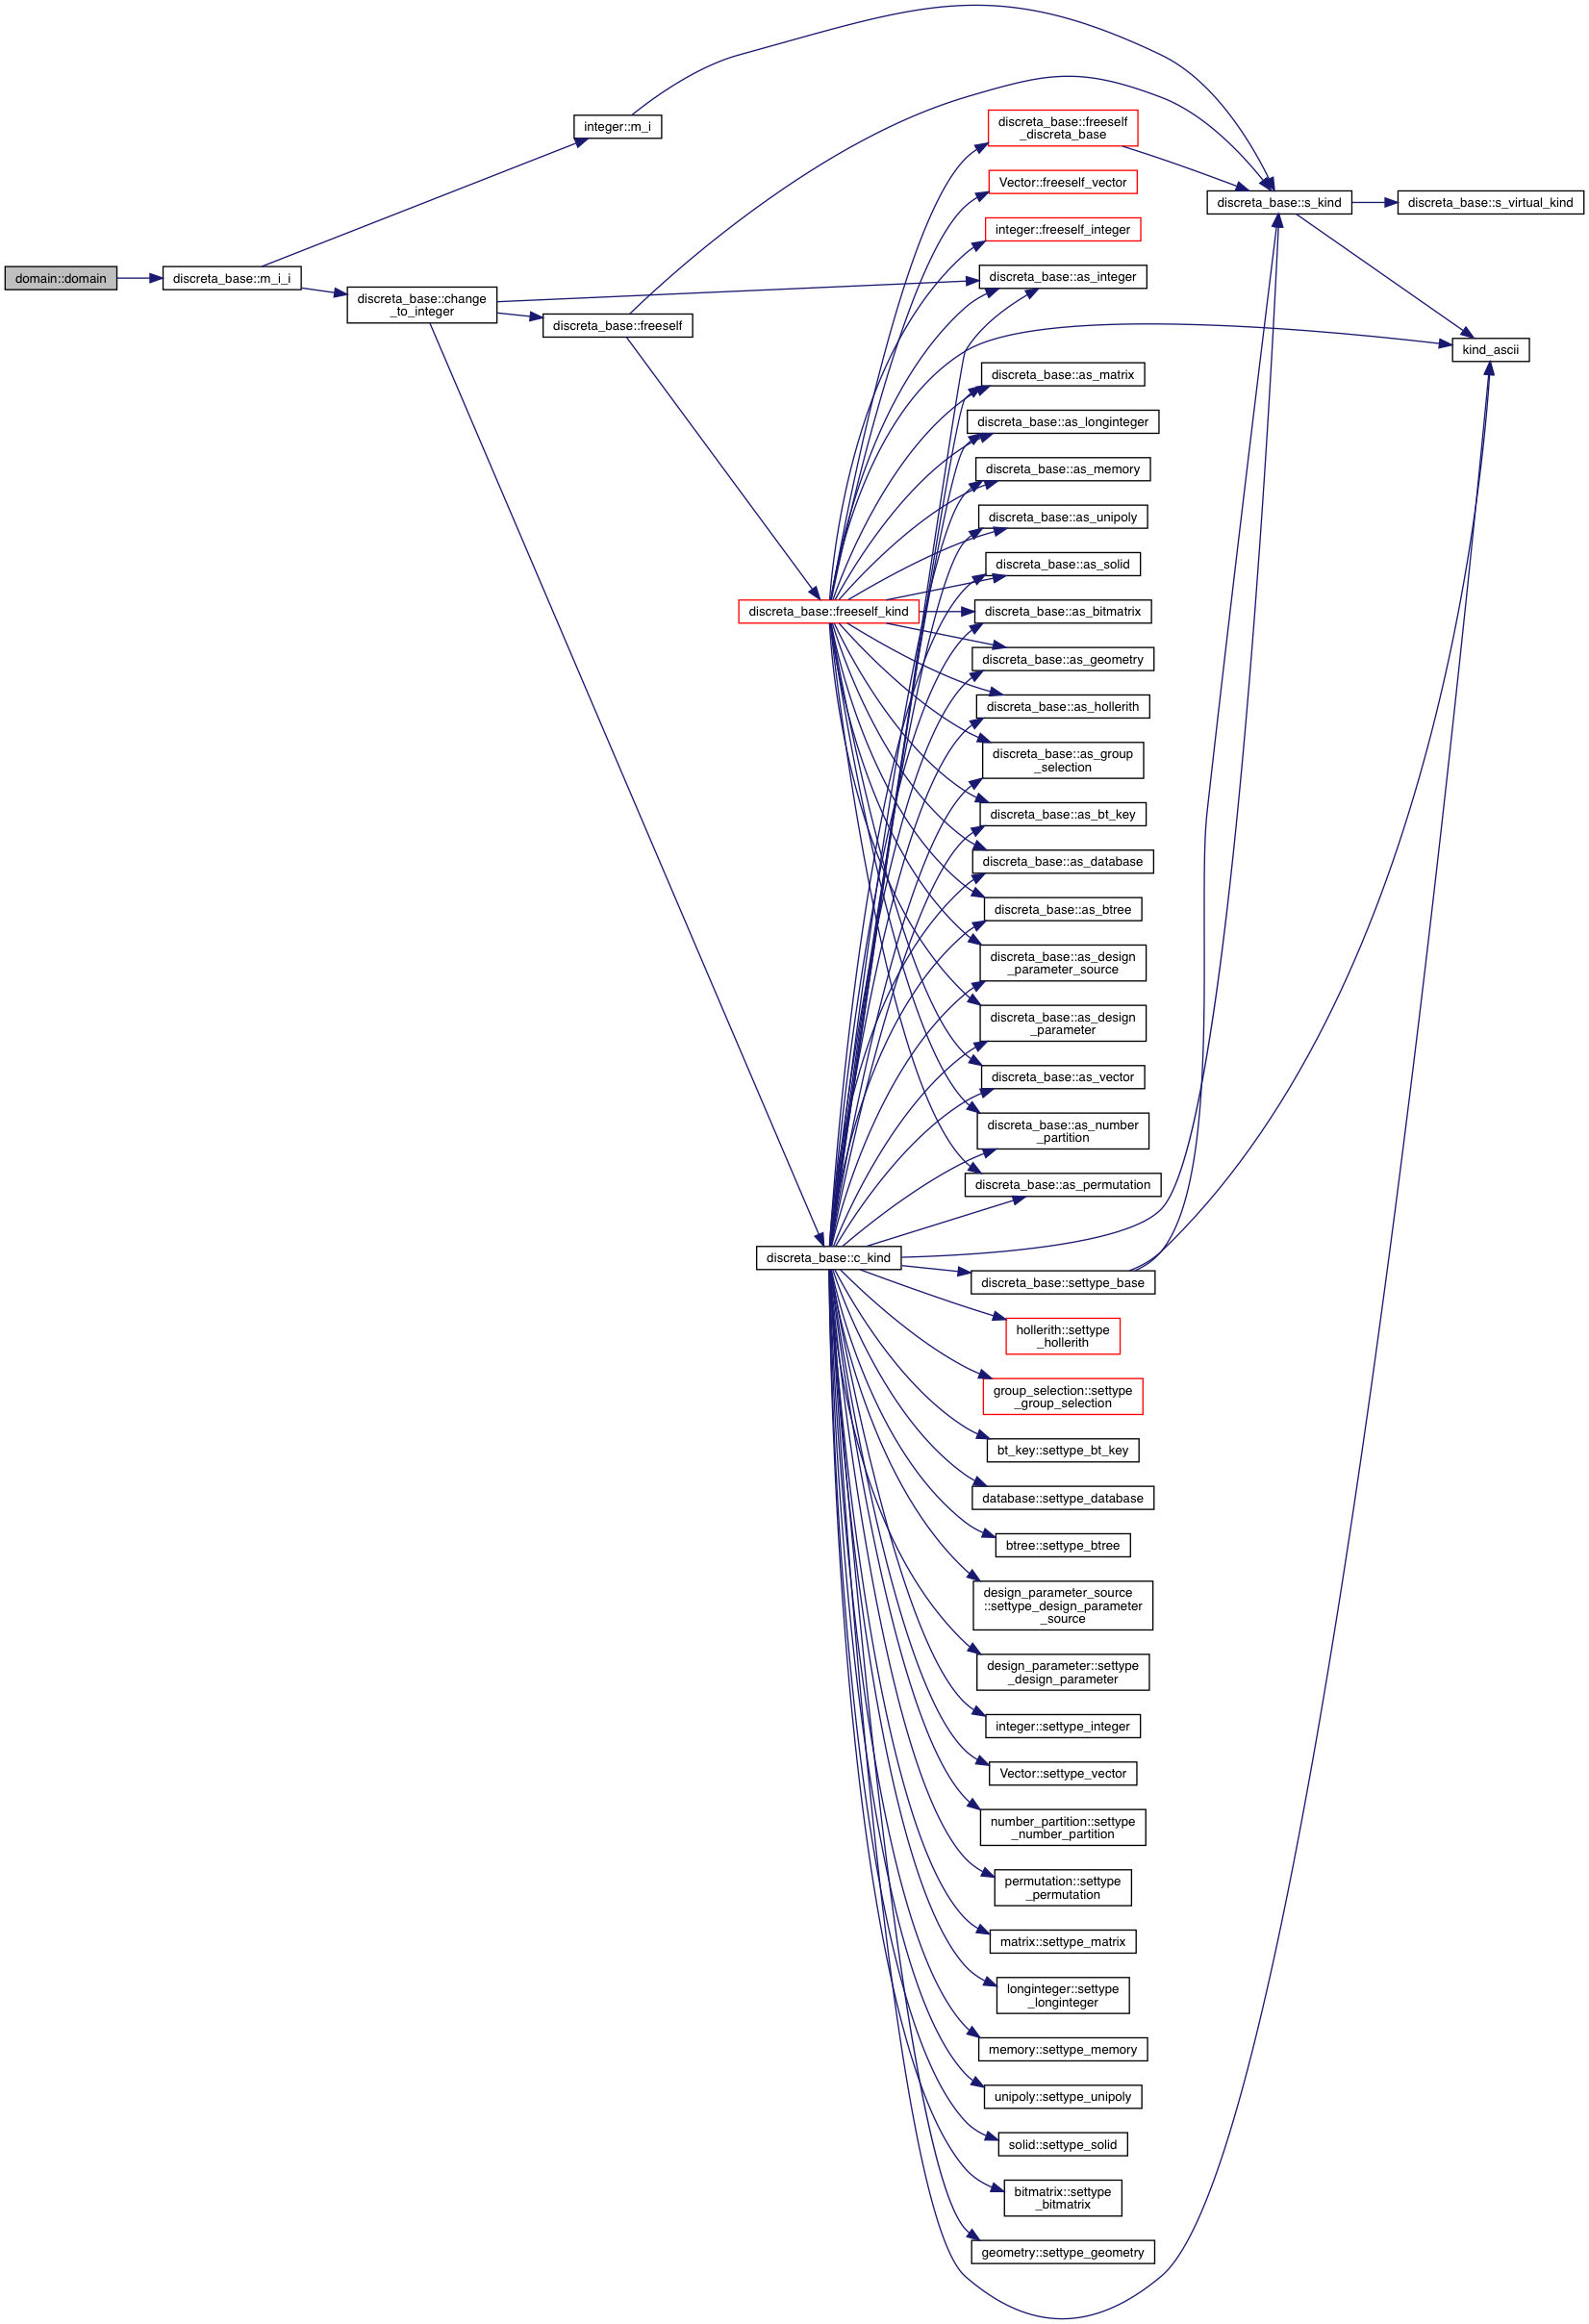 domain::domain
discreta_base::m_i_i
integer::m_i
discreta_base::change
_to_integer
discreta_base::freeself
discreta_base::freeself_kind
discreta_base::c_kind
discreta_base::freeself
_discreta_base
Vector::freeself_vector
integer::freeself_integer
discreta_base::as_integer
discreta_base::as_matrix
discreta_base::as_longinteger
discreta_base::as_memory
discreta_base::as_unipoly
discreta_base::as_solid
discreta_base::as_bitmatrix
discreta_base::as_geometry
discreta_base::as_hollerith
discreta_base::as_group
_selection
discreta_base::as_bt_key
discreta_base::as_database
discreta_base::as_btree
discreta_base::as_design
_parameter_source
discreta_base::as_design
_parameter
discreta_base::as_vector
discreta_base::as_number
_partition
discreta_base::as_permutation
discreta_base::settype_base
hollerith::settype
_hollerith
group_selection::settype
_group_selection
bt_key::settype_bt_key
database::settype_database
btree::settype_btree
design_parameter_source
::settype_design_parameter
_source
design_parameter::settype
_design_parameter
integer::settype_integer
Vector::settype_vector
number_partition::settype
_number_partition
permutation::settype
_permutation
matrix::settype_matrix
longinteger::settype
_longinteger
memory::settype_memory
unipoly::settype_unipoly
solid::settype_solid
bitmatrix::settype
_bitmatrix
geometry::settype_geometry
discreta_base::s_kind
discreta_base::s_virtual_kind
kind_ascii